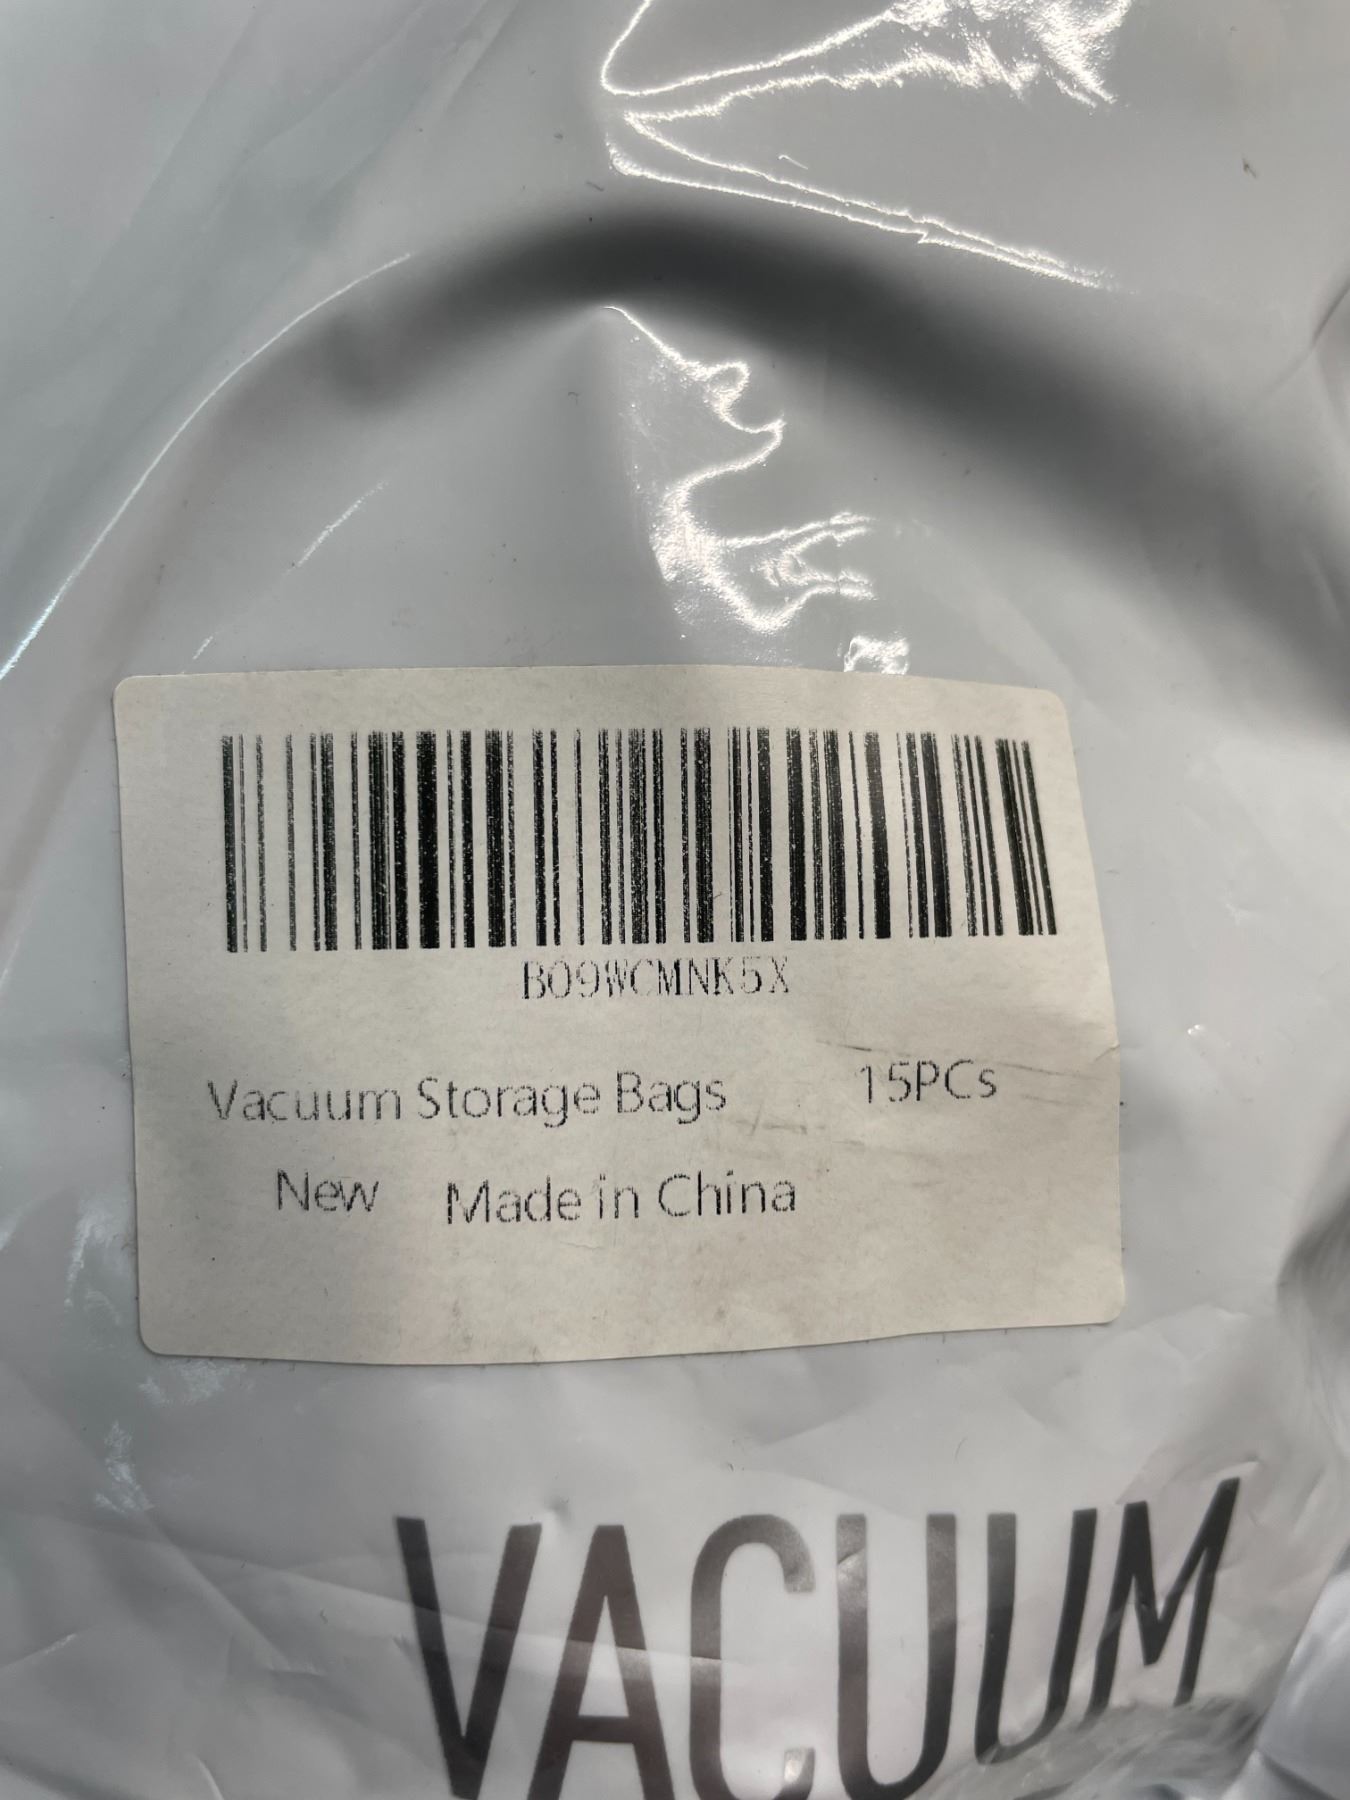 B09WCMNK5X
Vacuum Storage Bags 15PCs
New Made in China
VACUUM